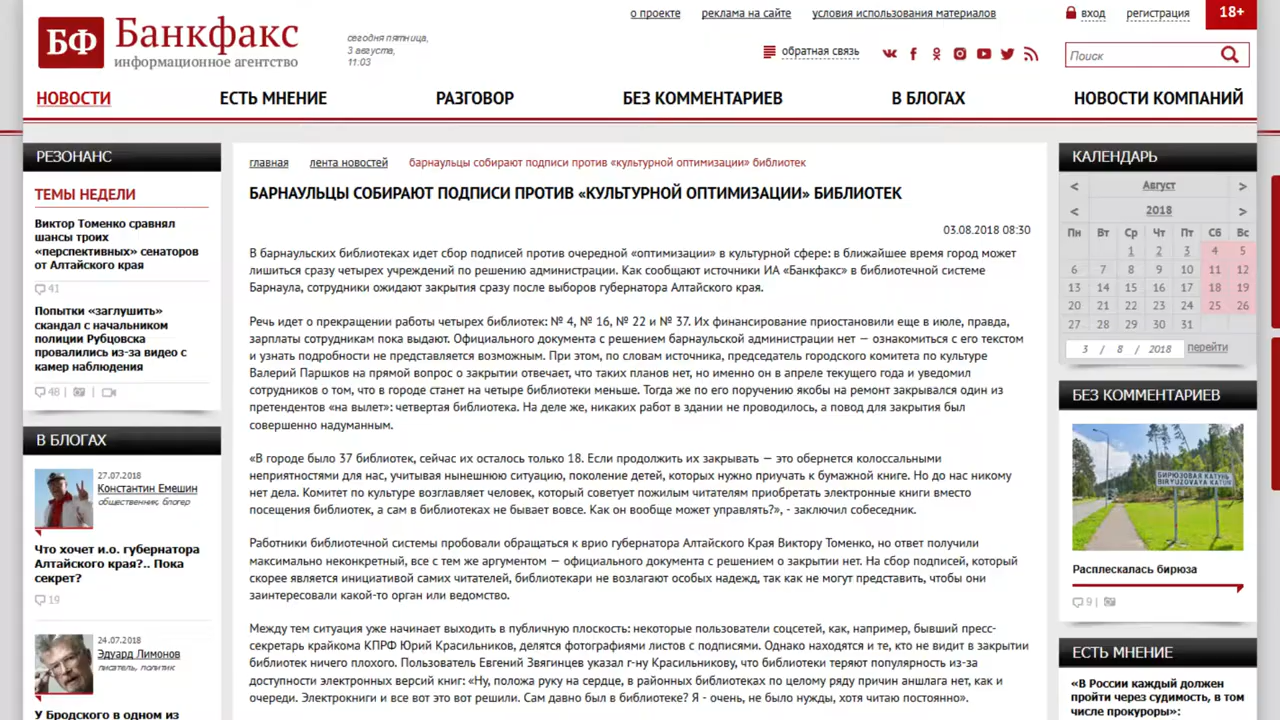 о проекте
реклама на сайте
условия использования материалов
вход
регистрация
18+
БФ
Банкфакс
информационное агентство
сегодня пятница,
3 августа,
11:03
обратная связь
Поиск
НОВОСТИ
ЕСТЬ МНЕНИЕ
РАЗГОВОР
БЕЗ КОММЕНТАРИЕВ
В БЛОГАХ
НОВОСТИ КОМПАНИЙ
РЕЗОНАНС
ТЕМЫ НЕДЕЛИ
Виктор Томенко сравнял
шансы троих
«перспективных» сенаторов
от Алтайского края
41
Попытки «заглушить»
скандал с начальником
полиции Рубцовска
провалились из-за видео с
камер наблюдения
48
В БЛОГАХ
27.07.2018
Константин Емешин
общественник, блогер
Что хочет и.о. губернатора
Алтайского края?.. Пока
секрет?
19
24.07.2018
Эдуард Лимонов
писатель, политик
У Бродского в одном из
главная
лента новостей
барнаульцы собирают подписи против «культурной оптимизации» библиотек
БАРНАУЛЬЦЫ СОБИРАЮТ ПОДПИСИ ПРОТИВ «КУЛЬТУРНОЙ ОПТИМИЗАЦИИ» БИБЛИОТЕК
03.08.2018 08:30
В барнаульских библиотеках идет сбор подписей против очередной «оптимизации» в культурной сфере: в ближайшее время город может
лишиться сразу четырех учреждений по решению администрации. Как сообщают источники ИА «Банкфакс» в библиотечной системе
Барнаула, сотрудники ожидают закрытия сразу после выборов губернатора Алтайского края.
Речь идет о прекращении работы четырех библиотек: № 4, № 16, № 22 и № 37. Их финансирование приостановили еще в июле, правда,
зарплаты сотрудникам пока выдают. Официального документа с решением барнаульской администрации нет — ознакомиться с его текстом
и узнать подробности не представляется возможным. При этом, по словам источника, председатель городского комитета по культуре
Валерий Паршков на прямой вопрос о закрытии отвечает, что таких планов нет, но именно он в апреле текущего года и уведомил
сотрудников о том, что в городе станет на четыре библиотеки меньше. Тогда же по его поручению якобы на ремонт закрывался один из
претендентов «на вылет»: четвертая библиотека. На деле же, никаких работ в здании не проводилось, а повод для закрытия был
совершенно надуманным.
«В городе было 37 библиотек, сейчас их осталось только 18. Если продолжить их закрывать — это обернется колоссальными
неприятностями для нас, учитывая нынешнюю ситуацию, поколение детей, которых нужно приучать к бумажной книге. Но до нас никому
нет дела. Комитет по культуре возглавляет человек, который советует пожилым читателям приобретать электронные книги вместо
посещения библиотек, а сам в библиотеках не бывает вовсе. Как он вообще может управлять?», - заключил собеседник.
Работники библиотечной системы пробовали обращаться к врио губернатора Алтайского Края Виктору Томенко, но ответ получили
максимально неконкретный, все с тем же аргументом — официального документа с решением о закрытии нет. На сбор подписей, который
скорее является инициативой самих читателей, библиотекари не возлагают особых надежд, так как не могут представить, чтобы они
заинтересовали какой-то орган или ведомство.
Между тем ситуация уже начинает выходить в публичную плоскость: некоторые пользователи соцсетей, как, например, бывший пресс-
секретарь крайкома КПРФ Юрий Красильников, делятся фотографиями листов с подписями. Однако находятся и те, кто не видит в закрытии
библиотек ничего плохого. Пользователь Евгений Звягинцев указал г-ну Красильникову, что библиотеки теряют популярность из-за
доступности электронных версий книг: «Ну, положа руку на сердце, в районных библиотеках по целому ряду причин аншлага нет, как и
очереди. Электрокниги и все вот это вот решили. Сам давно был в библиотеке? Я - очень, не было нужды, хотя читаю постоянно».
КАЛЕНДАРЬ
< Август >
< 2018 >
Пн Вт Ср Чт Пт Сб Вс
1 2 3 4 5
6 7 8 9 10 11 12
13 14 15 16 17 18 19
20 21 22 23 24 25 26
27 28 29 30 31
3 / 8 / 2018 перейти
БЕЗ КОММЕНТАРИЕВ
БИРЮЗОВАЯ КАТУНЬ
BIRYUZOVAYA KATUN
Расплескалась бирюза
9
ЕСТЬ МНЕНИЕ
«В России каждый должен
пройти через судимость, в том
числе прокуроры»: